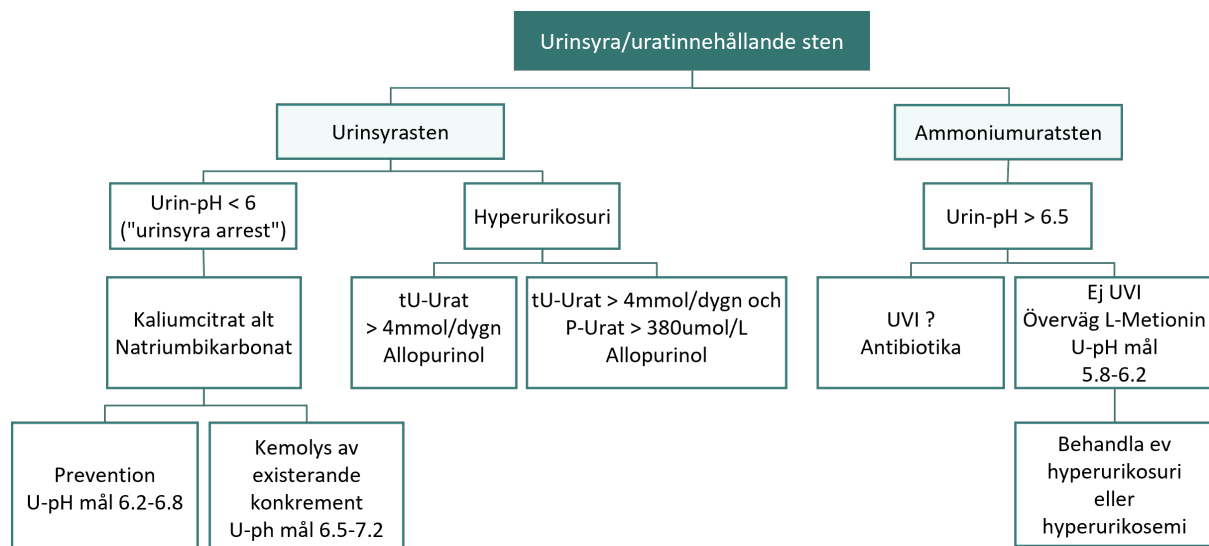 Urinsyra/uratinnehållande sten
Urinsyrasten
Ammoniumuratsten
Urin-pH < 6
("urinsyra arrest")
Hyperurikosuri
Urin-pH > 6.5
Kaliumcitrat alt
Natriumbikarbonat
tU-Urat
> 4mmol/dygn
Allopurinol
tU-Urat > 4mmol/dygn och
P-Urat > 380umol/L
Allopurinol
UVI ?
Antibiotika
Ej UVI
Överväg L-Metionin
U-pH mål
5.8-6.2
Prevention
U-pH mål 6.2-6.8
Kemolys av
existerande
konkrement
U-ph mål 6.5-7.2
Behandla ev
hyperurikosuri
eller
hyperurikosemi